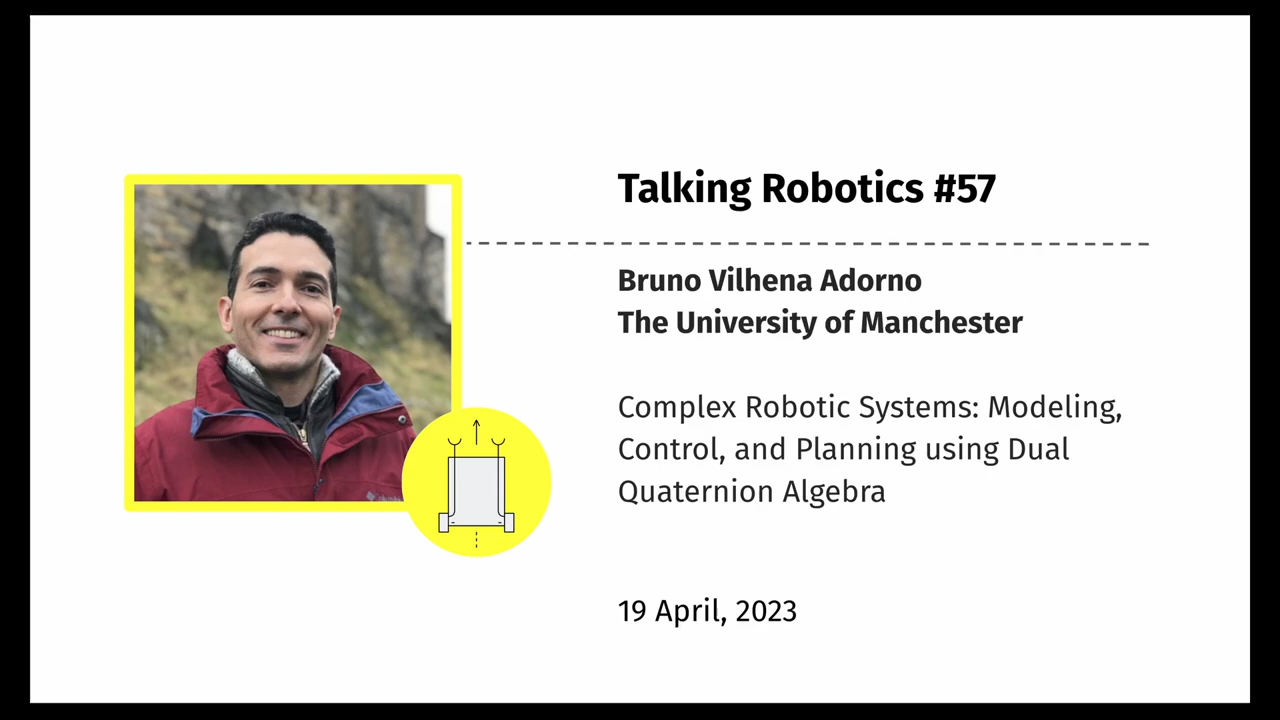 Talking Robotics #57
Bruno Vilhena Adorno
The University of Manchester
Complex Robotic Systems: Modeling,
Control, and Planning using Dual
Quaternion Algebra
19 April, 2023